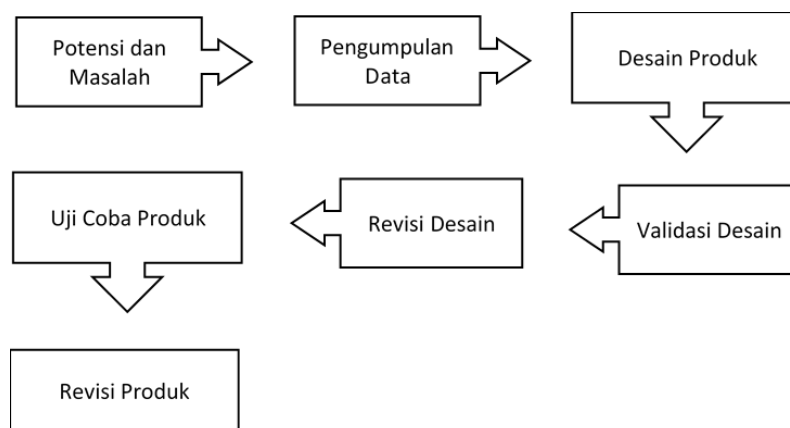 Potensi dan
Masalah
Pengumpulan
Data
Desain Produk
Validasi Desain
Revisi Desain
Uji Coba Produk
Revisi Produk